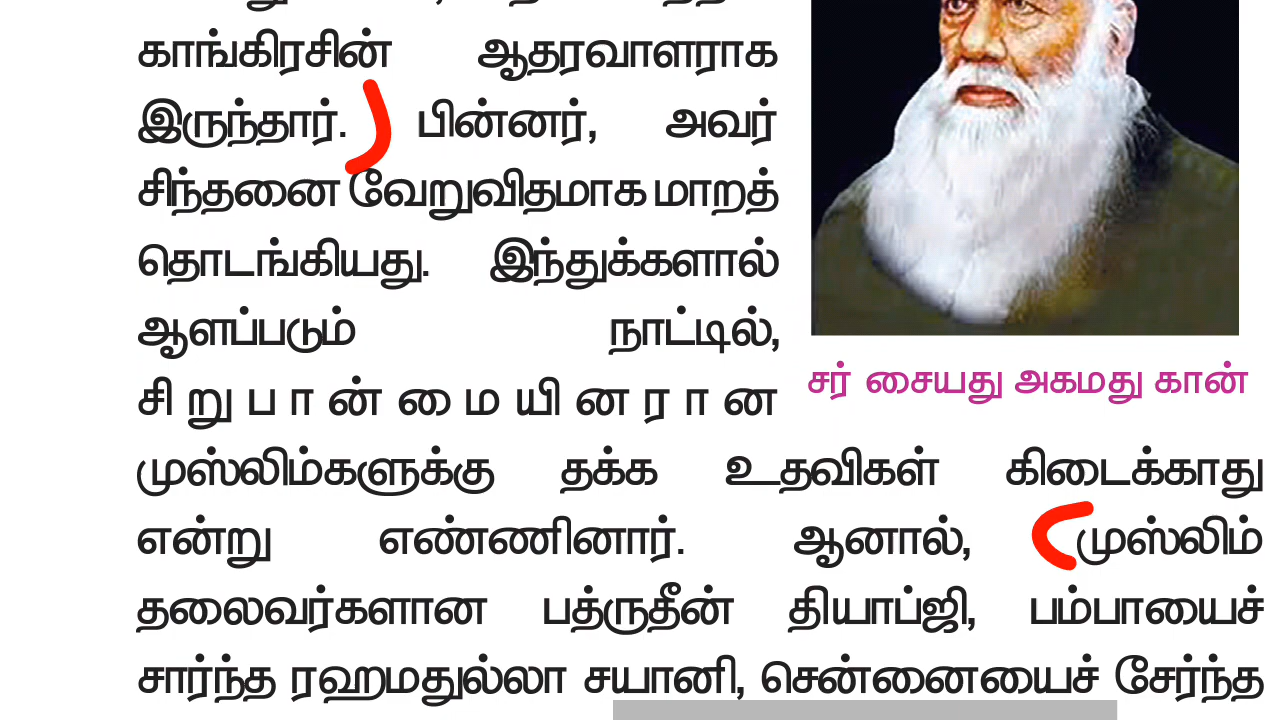 காங்கிரசின் ஆதரவாளராக
இருந்தார். பின்னர், அவர்
சிந்தனை வேறுவிதமாக மாறத்
தொடங்கியது. இந்துக்களால்
ஆளப்படும் நாட்டில்,
சிறுபான்மையினரான
சர் சையது அகமது கான்
முஸ்லிம்களுக்கு தக்க உதவிகள் கிடைக்காது
என்று எண்ணினார். ஆனால், முஸ்லிம்
தலைவர்களான பத்ருதீன் தியாப்ஜி, பம்பாயைச்
சார்ந்த ரஹமதுல்லா சயானி, சென்னையைச் சேர்ந்த